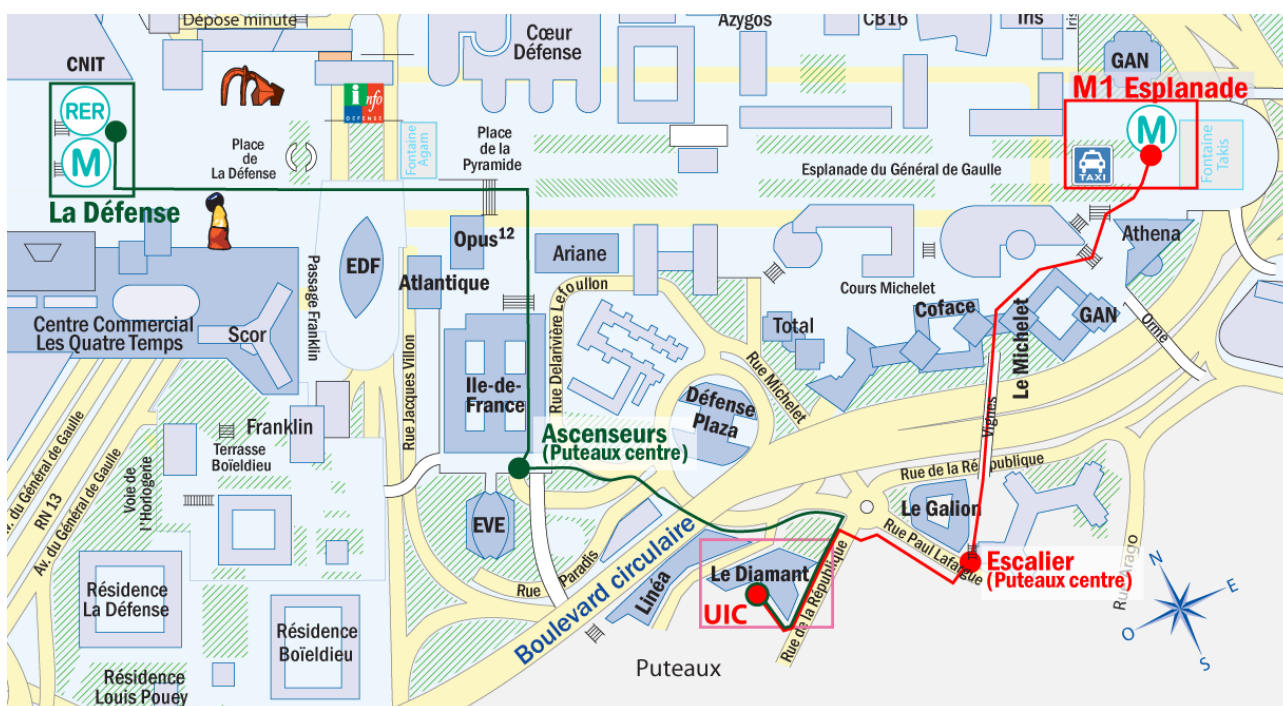 Dépose minute
Cœur
Défense
Azygos
CB16
Iris
Iris
CNIT
GAN
M1 Esplanade
RER
M
M
info
DEFENSE
TAXI
Fontaine
Takis
Fontaine
Agam
Place
de la
Pyramide
Place
de
La Défense
Esplanade du Général de Gaulle
La Défense
Opus12
Ariane
Athena
EDF
Atlantique
Passage Franklin
Cours Michelet
Rue Delarivière Lefoullon
Centre Commercial
Les Quatre Temps
Scor
Total
Coface
Le Michelet
GAN
Orme
Rue Jacques Villon
Ile-de-
France
Rue Michelet
Défense
Plaza
Vignes
Franklin
Terrasse
Boïeldieu
Ascenseurs
(Puteaux centre)
Rue de la République
Av. du Général de Gaulle
RN 13
Av. du Général de Gaulle
Voie de
l'Horlogerie
EVE
Le Galion
Rue Paul Lafargue
Escalier
(Puteaux centre)
Rue Arago
Rue Paradis
Boulevard circulaire
Linéa
Le Diamant
UIC
Rue de la République
Résidence
La Défense
Résidence
Boïeldieu
Résidence
Louis Pouey
Puteaux
N
E
O
S